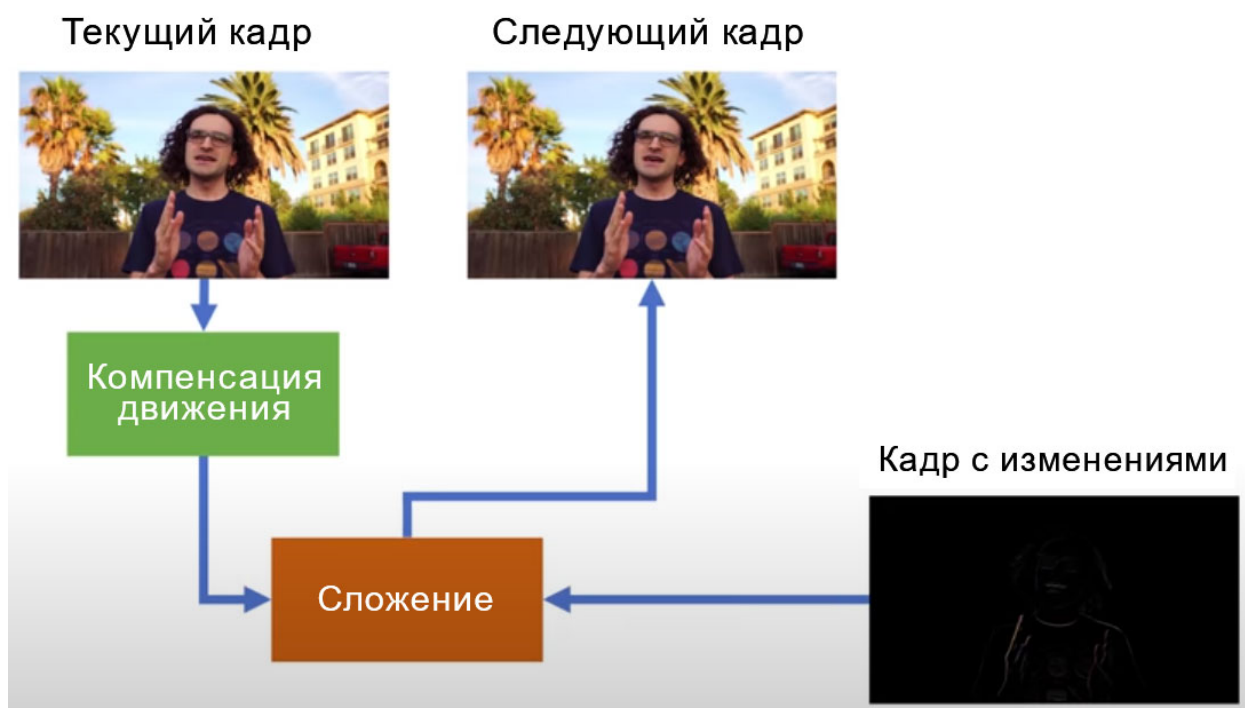 Текущий кадр
Следующий кадр
Компенсация
движения
Кадр с изменениями
Сложение